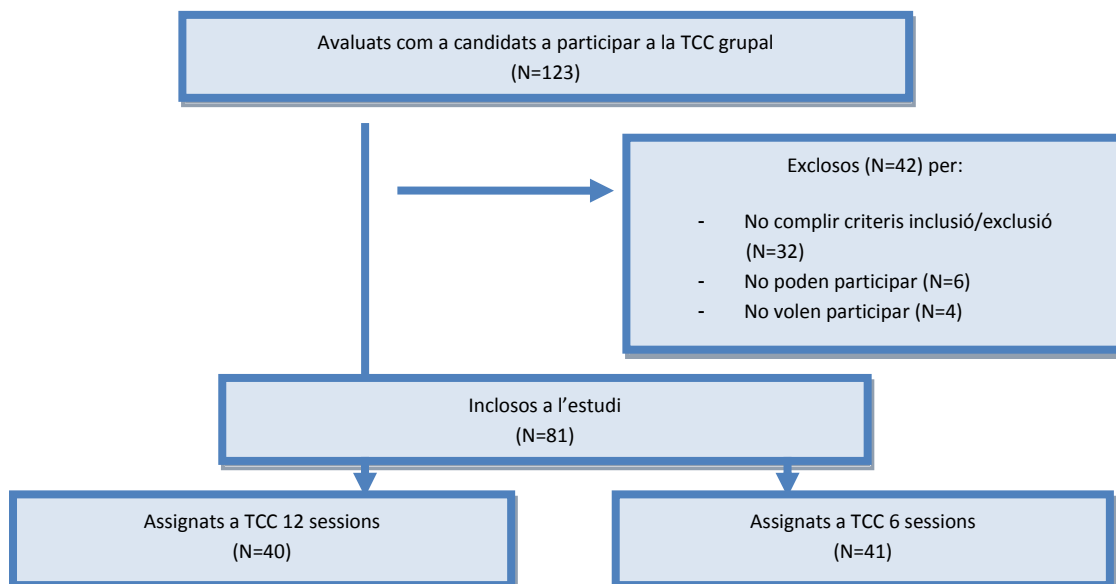 Avaluats com a candidats a participar a la TCC grupal
(N=123)
Exclosos (N=42) per:
- No complir criteris inclusió/exclusió
(N=32)
- No poden participar (N=6)
- No volen participar (N=4)
Inclosos a l’estudi
(N=81)
Assignats a TCC 12 sessions
(N=40)
Assignats a TCC 6 sessions
(N=41)